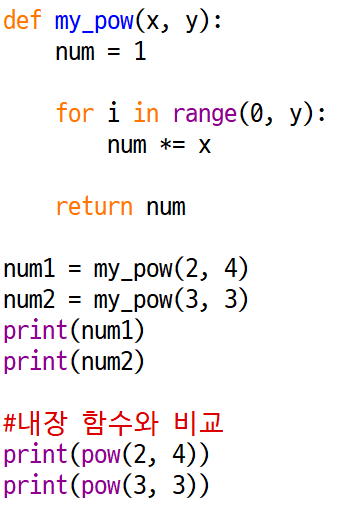 def my_pow(x, y):
    num = 1

    for i in range(0, y):
        num *= x

    return num

num1 = my_pow(2, 4)
num2 = my_pow(3, 3)
print(num1)
print(num2)

#내장 함수와 비교
print(pow(2, 4))
print(pow(3, 3))